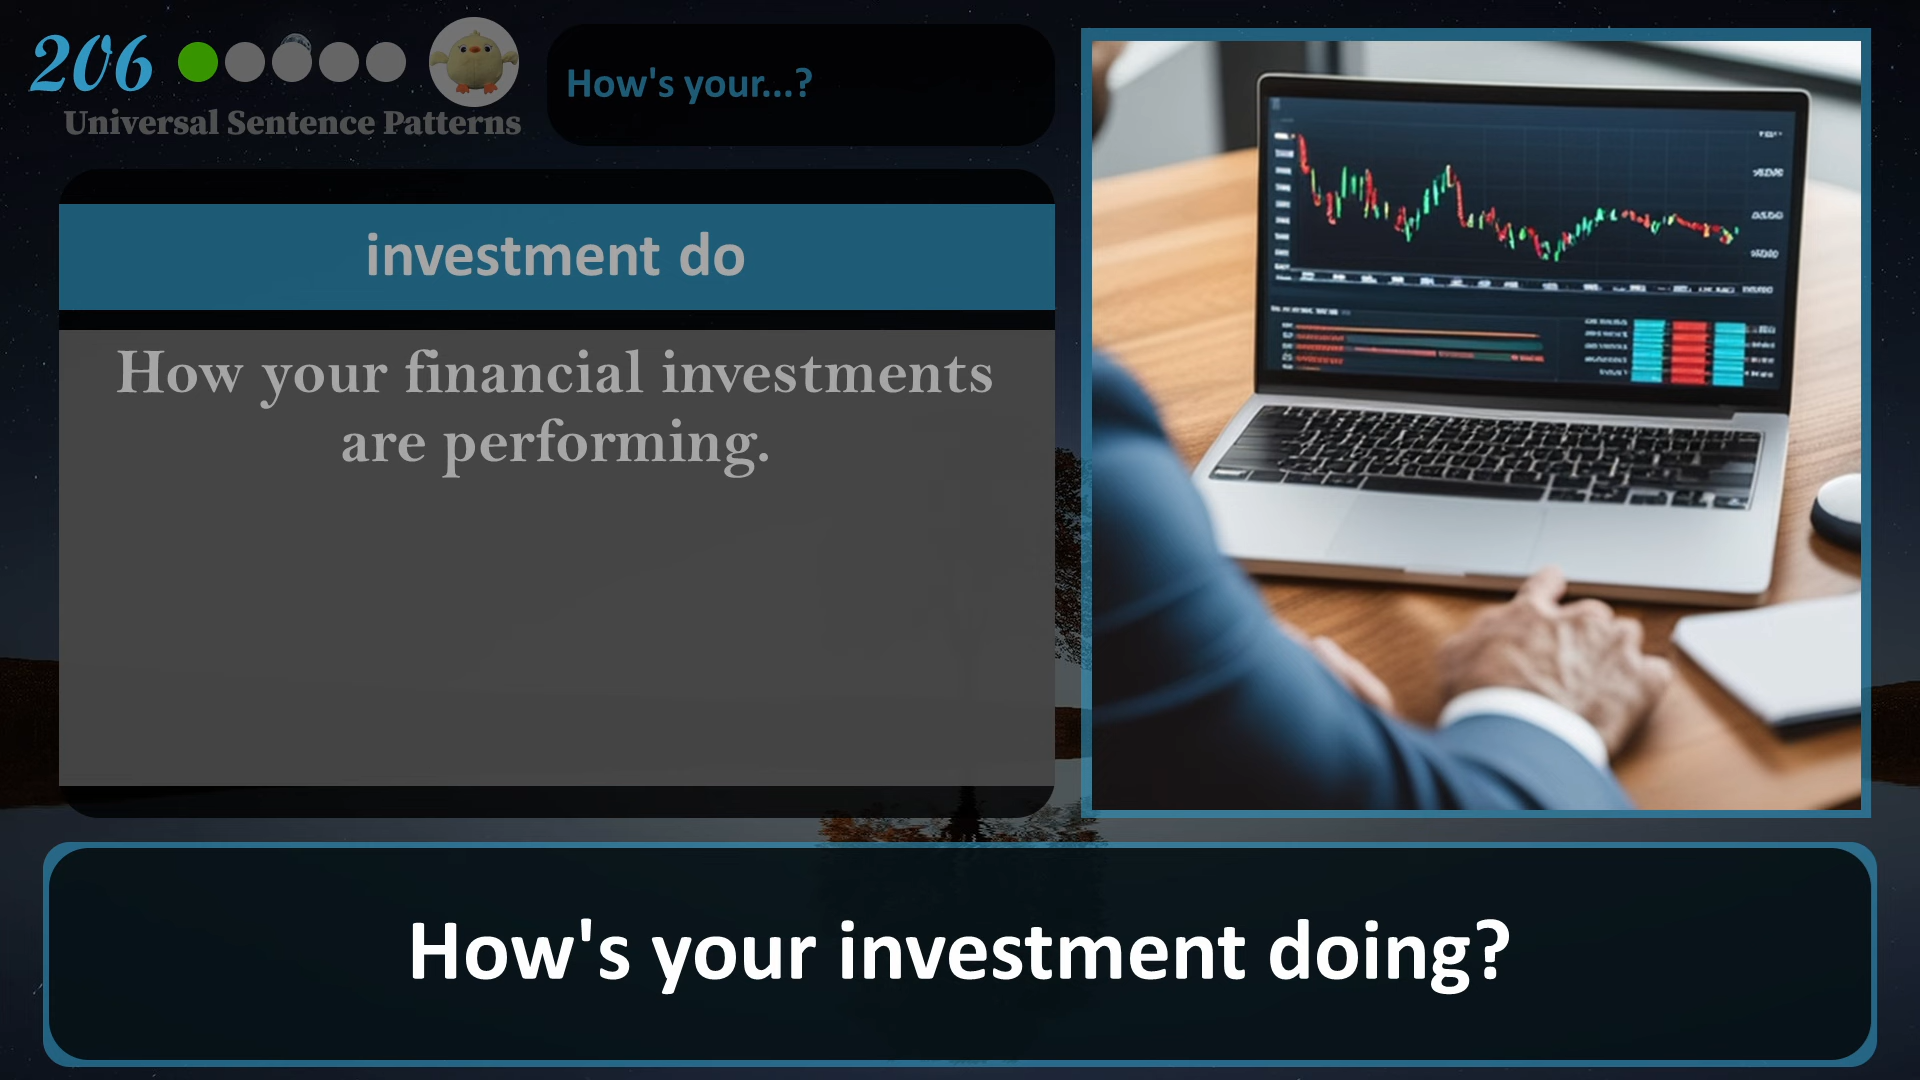 206
Universal Sentence Patterns
How's your...?
investment do
How your financial investments
are performing.
How's your investment doing?